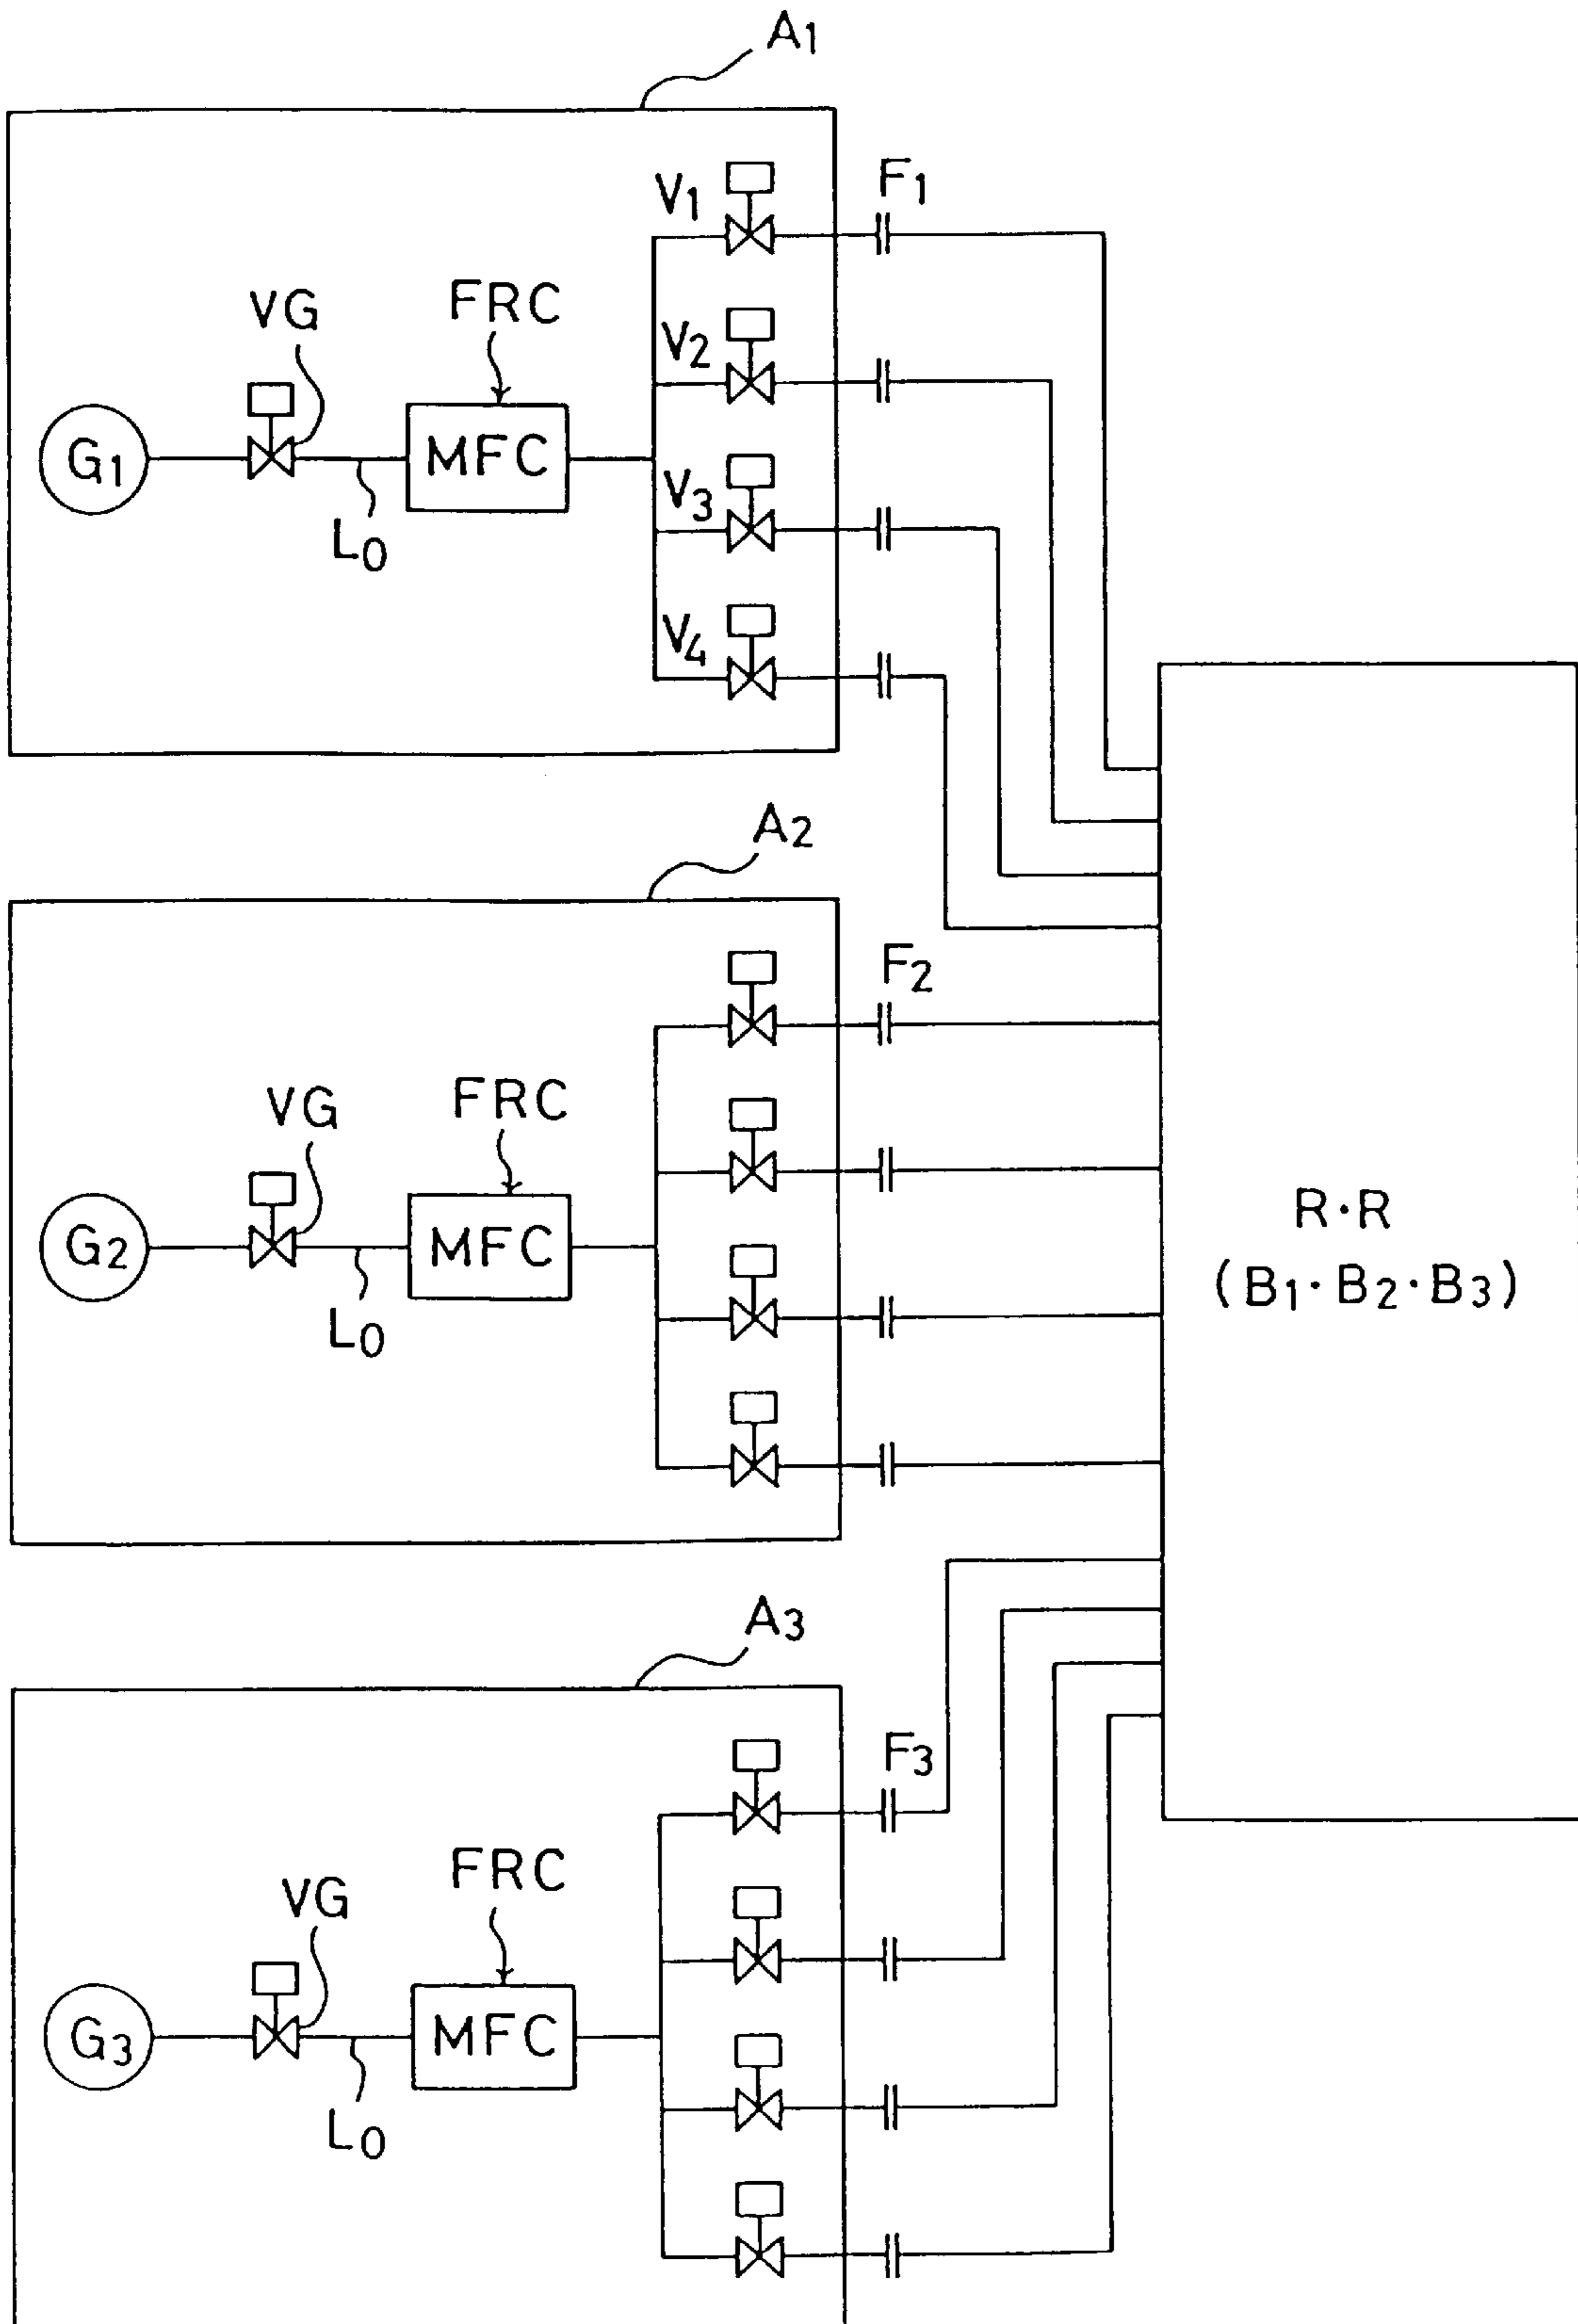 A1
V1
F1
VG
FRC
V2
G1
MFC
V3
L0
V4
A2
F2
VG
FRC
G2
MFC
L0
R·R
(B1·B2·B3)
A3
F3
VG
FRC
G3
MFC
L0